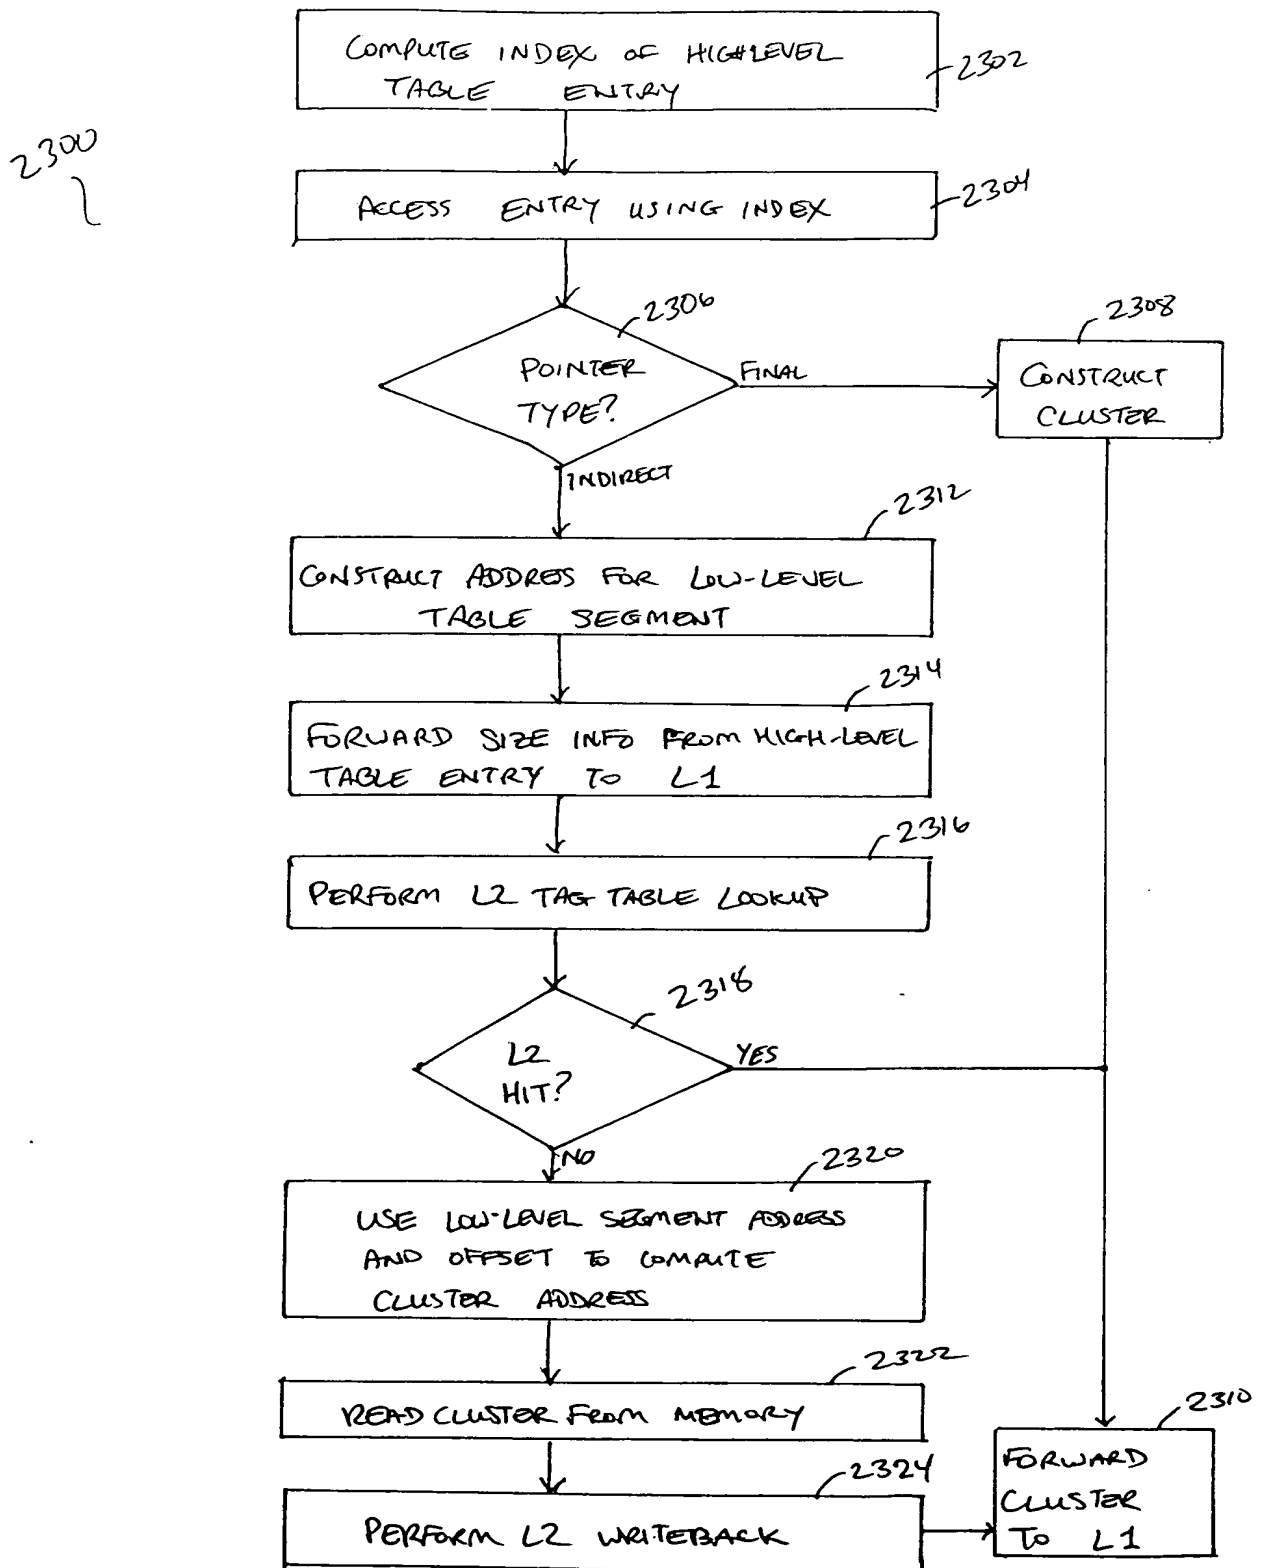 COMPUTE INDEX OF HIGH LEVEL
TABLE ENTRY
2302
2300
ACCESS ENTRY USING INDEX
2304
2306
POINTER
TYPE?
FINAL
2308
CONSTRUCT
CLUSTER
INDIRECT
2312
CONSTRUCT ADDRESS FOR LOW-LEVEL
TABLE SEGMENT
2314
FORWARD SIZE INFO FROM HIGH-LEVEL
TABLE ENTRY TO L1
2316
PERFORM L2 TAG TABLE LOOKUP
2318
L2
HIT?
YES
NO
2320
USE LOW-LEVEL SEGMENT ADDRESS
AND OFFSET TO COMPUTE
CLUSTER ADDRESS
2322
READ CLUSTER FROM MEMORY
2310
FORWARD
CLUSTER
TO L1
2324
PERFORM L2 WRITEBACK